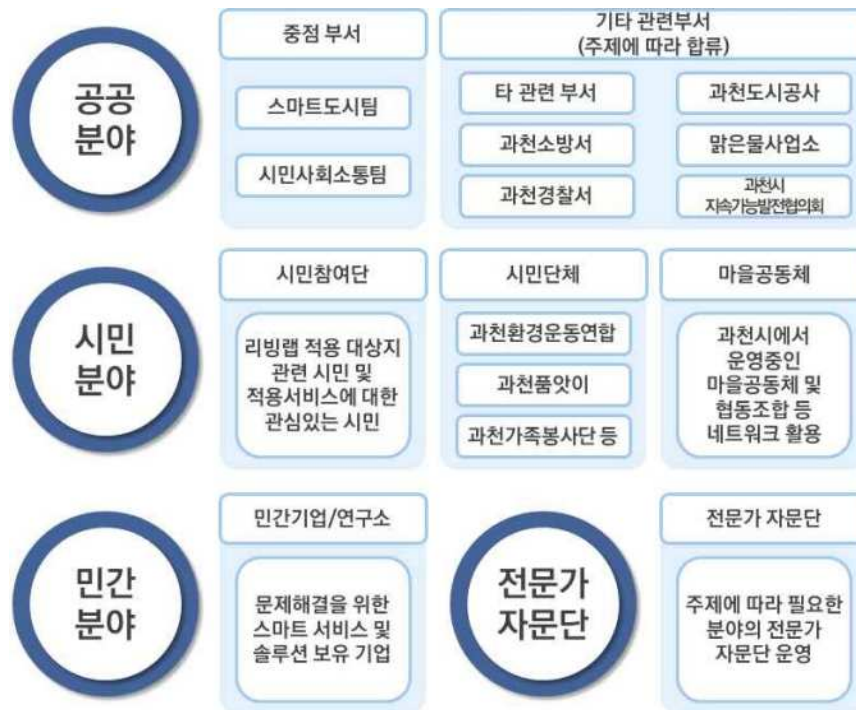 공공
분야
중점 부서
스마트도시팀
시민사회소통팀
기타 관련부서
(주제에 따라 합류)
타 관련 부서
과천도시공사
과천소방서
맑은물사업소
과천경찰서
과천시
지속가능발전협의회
시민
분야
시민참여단
리빙랩 적용 대상지
관련 시민 및
적용서비스에 대한
관심있는 시민
시민단체
과천환경운동연합
과천품앗이
과천가족봉사단 등
마을공동체
과천시에서
운영중인
마을공동체 및
협동조합 등
네트워크 활용
민간
분야
민간기업/연구소
문제해결을 위한
스마트 서비스 및
솔루션 보유 기업
전문가
자문단
전문가 자문단
주제에 따라 필요한
분야의 전문가
자문단 운영